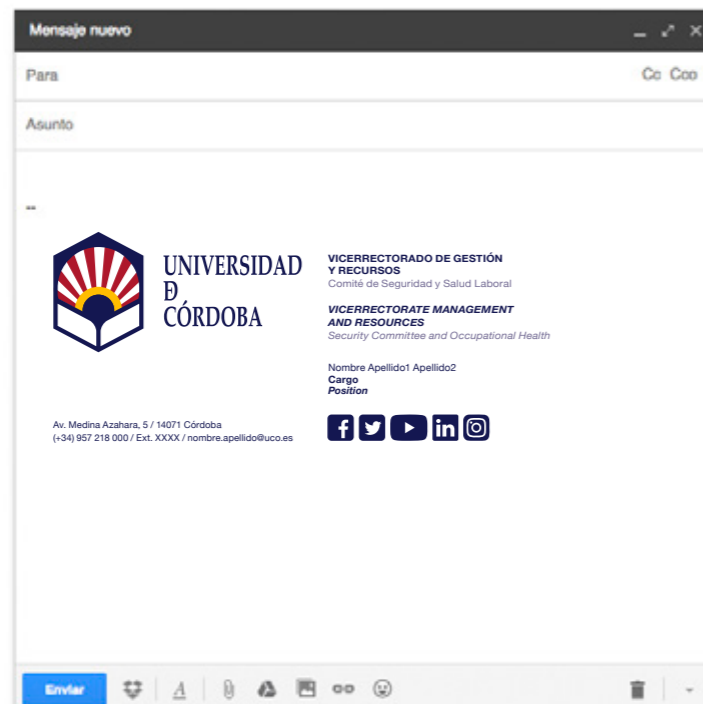 Mensaje nuevo
Para
Cc Cco
Asunto
--
UNIVERSIDAD
Đ
CÓRDOBA
VICERRECTORADO DE GESTIÓN
Y RECURSOS
Comité de Seguridad y Salud Laboral
VICERRECTORATE MANAGEMENT
AND RESOURCES
Security Committee and Occupational Health
Nombre Apellido1 Apellido2
Cargo
Position
Av. Medina Azahara, 5 / 14071 Córdoba
(+34) 957 218 000 / Ext. XXXX / nombre.apellido@uco.es
Enviar